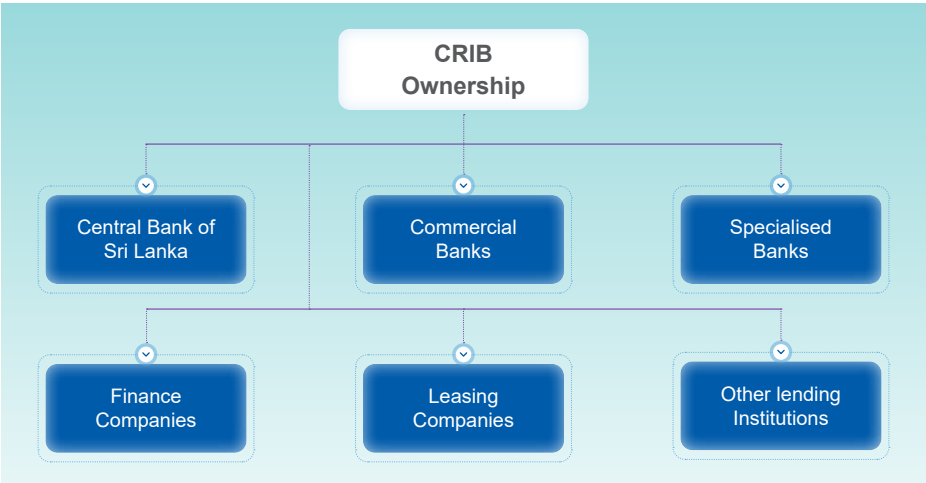 CRIB
Ownership
Central Bank of
Sri Lanka
Commercial
Banks
Specialised
Banks
Finance
Companies
Leasing
Companies
Other lending
Institutions